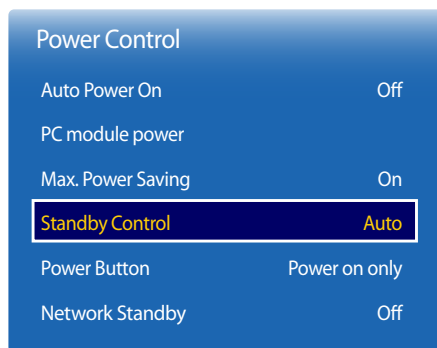 Power Control
Auto Power On Off
PC module power
Max. Power Saving On
Standby Control Auto
Power Button Power on only
Network Standby Off